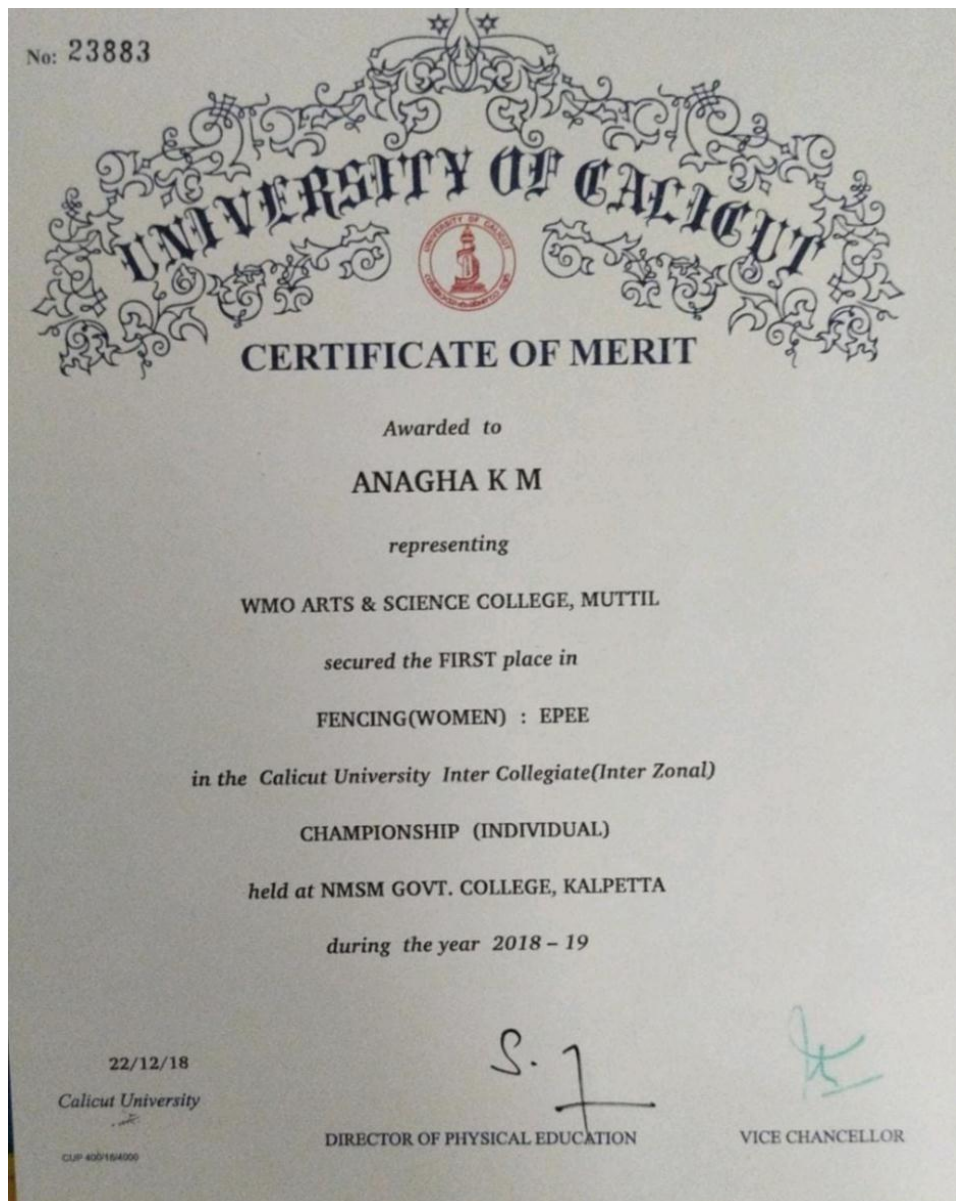 No: 23883
UNIVERSITY OF CALICUT
UNIVERSITY OF CALICUT
CERTIFICATE OF MERIT
Awarded to
ANAGHA K M
representing
WMO ARTS & SCIENCE COLLEGE, MUTTIL
secured the FIRST place in
FENCING(WOMEN) : EPEE
in the Calicut University Inter Collegiate(Inter Zonal)
CHAMPIONSHIP (INDIVIDUAL)
held at NMSM GOVT. COLLEGE, KALPETTA
during the year 2018 – 19
22/12/18
Calicut University
DIRECTOR OF PHYSICAL EDUCATION
VICE CHANCELLOR